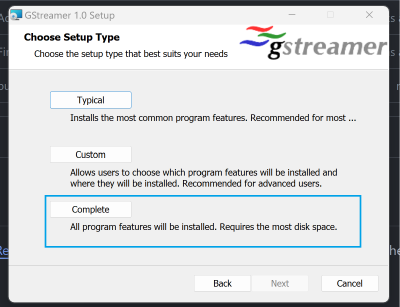 GStreamer 1.0 Setup
Choose Setup Type
Choose the setup type that best suits your needs
gstreamer
Typical
Installs the most common program features. Recommended for most ...
Custom
Allows users to choose which program features will be installed and
where they will be installed. Recommended for advanced users.
Complete
All program features will be installed. Requires the most disk space.
Back
Next
Cancel